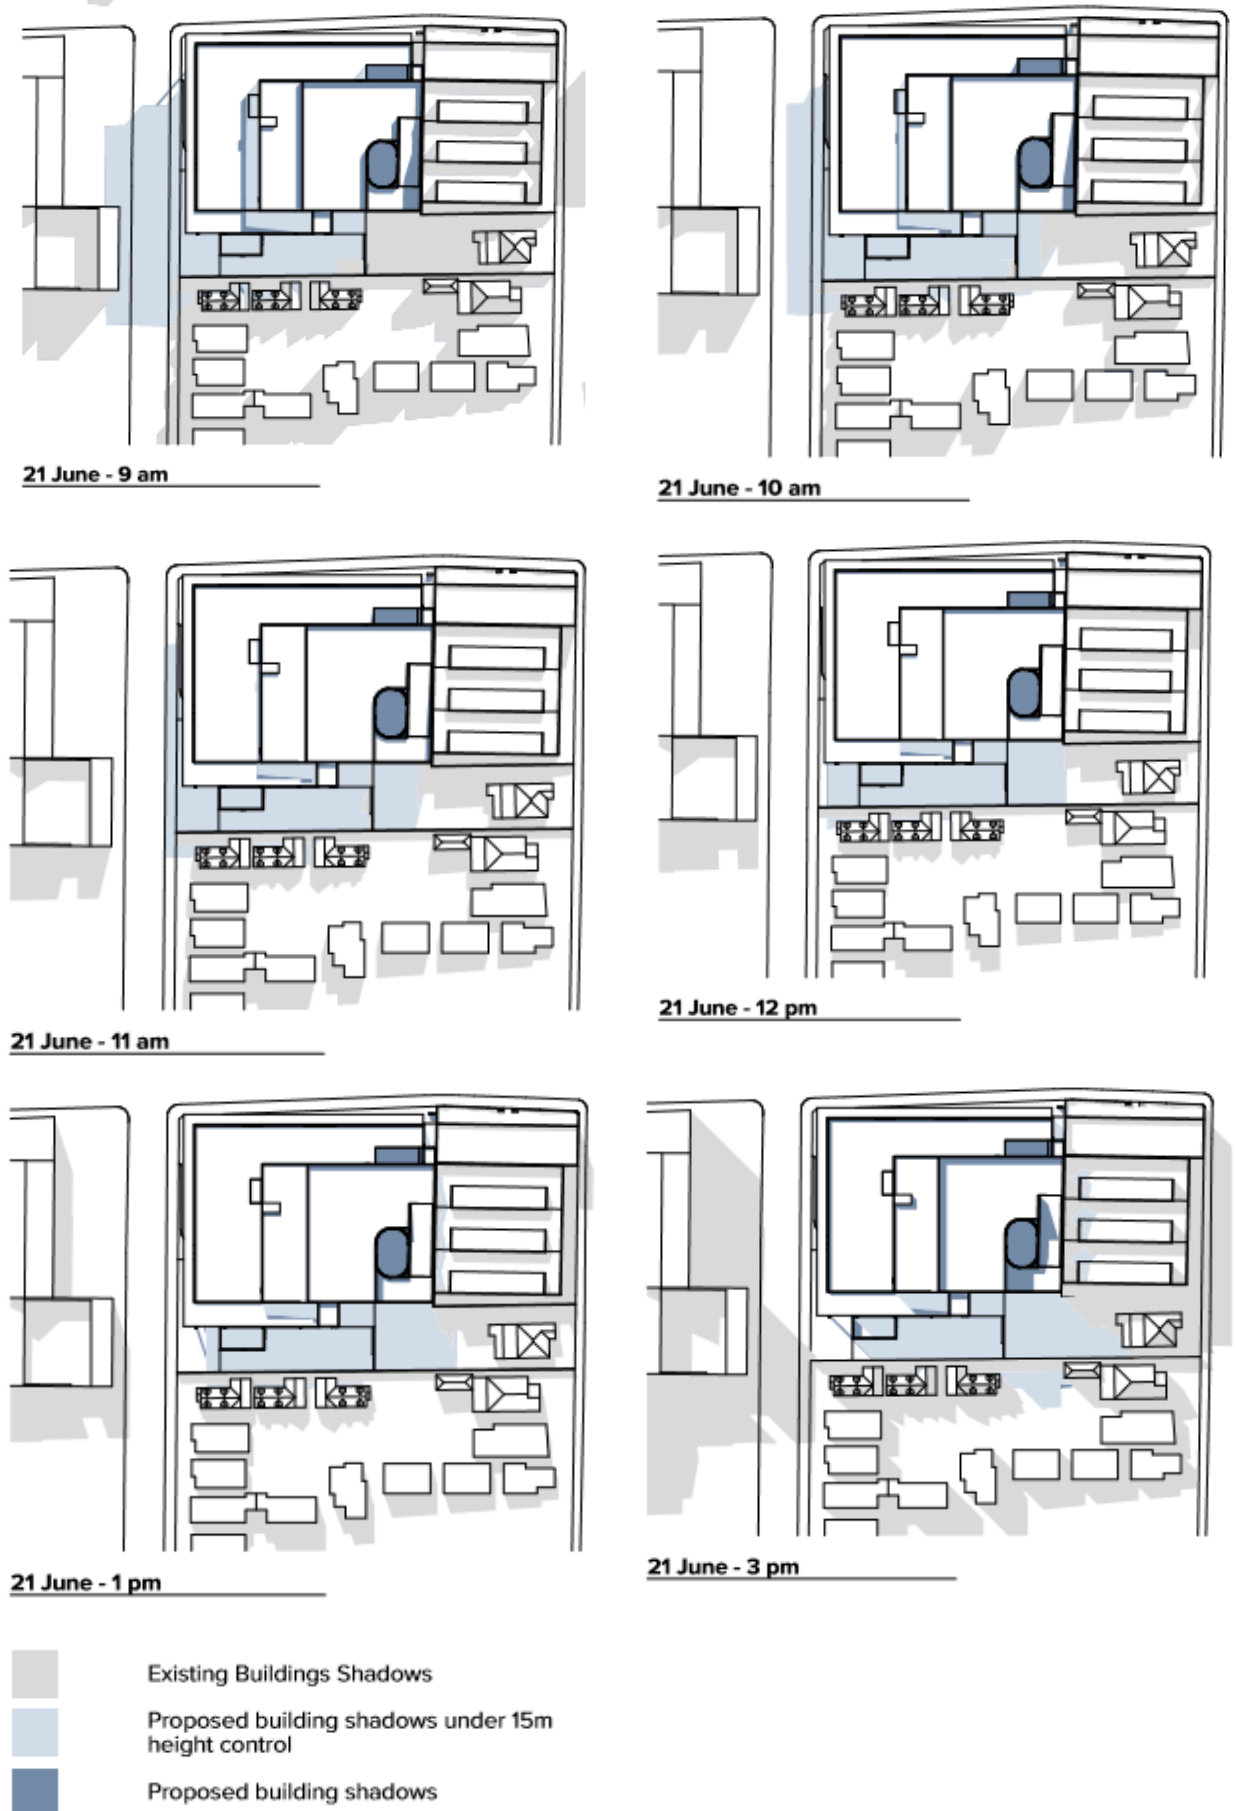 21 June - 9 am
21 June - 10 am
21 June - 11 am
21 June - 12 pm
21 June - 1 pm
21 June - 3 pm
Existing Buildings Shadows
Proposed building shadows under 15m
height control
Proposed building shadows